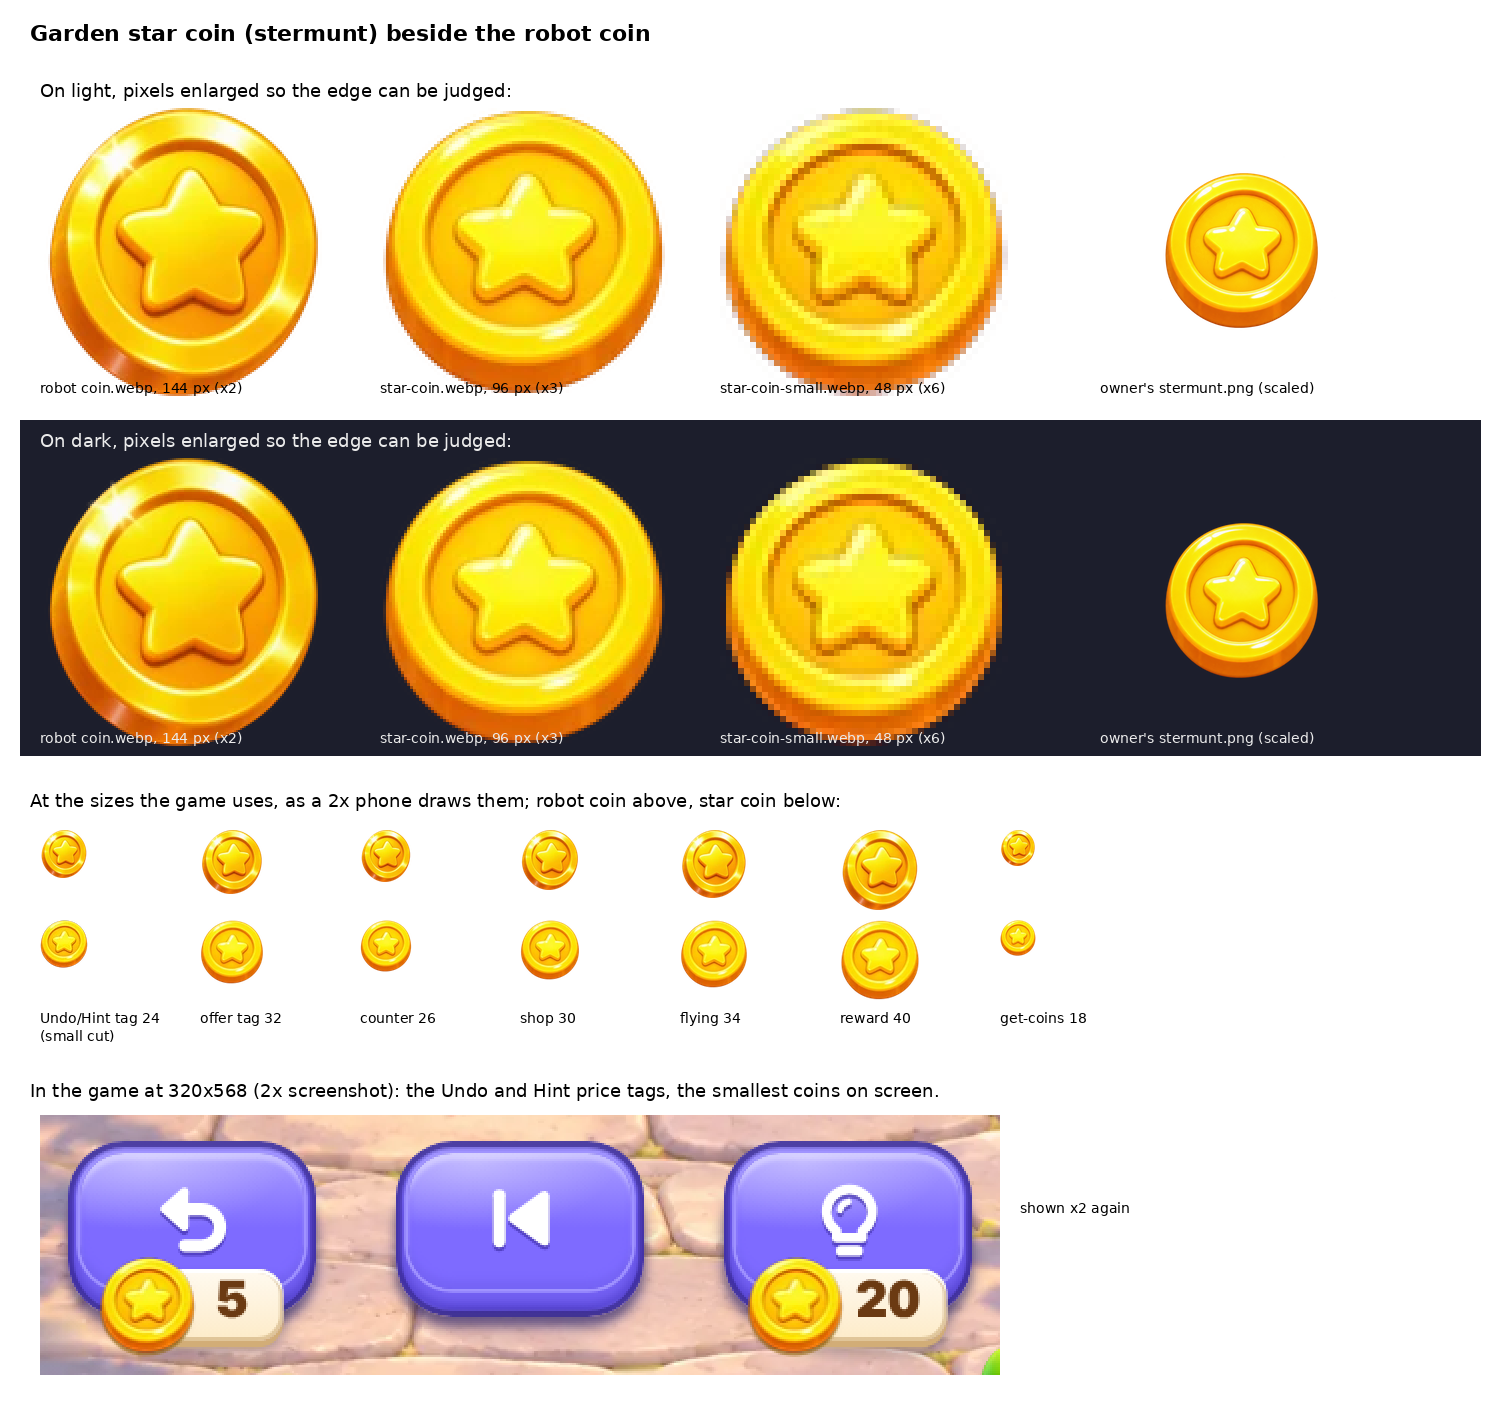 Garden star coin (stermunt) beside the robot coin
On light, pixels enlarged so the edge can be judged:
robot coin.webp, 144 px (x2)
star-coin.webp, 96 px (x3)
star-coin-small.webp, 48 px (x6)
owner's stermunt.png (scaled)
On dark, pixels enlarged so the edge can be judged:
robot coin.webp, 144 px (x2)
star-coin.webp, 96 px (x3)
star-coin-small.webp, 48 px (x6)
owner's stermunt.png (scaled)
At the sizes the game uses, as a 2x phone draws them; robot coin above, star coin below:
Undo/Hint tag 24
(small cut)
offer tag 32
counter 26
shop 30
flying 34
reward 40
get-coins 18
In the game at 320x568 (2x screenshot): the Undo and Hint price tags, the smallest coins on screen.
5
20
shown x2 again